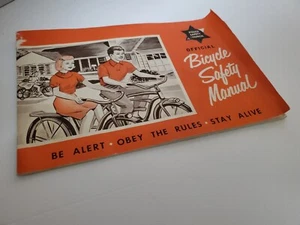 OFFICIAL
Bicycle
Safety
Manual
BE ALERT · OBEY THE RULES · STAY ALIVE